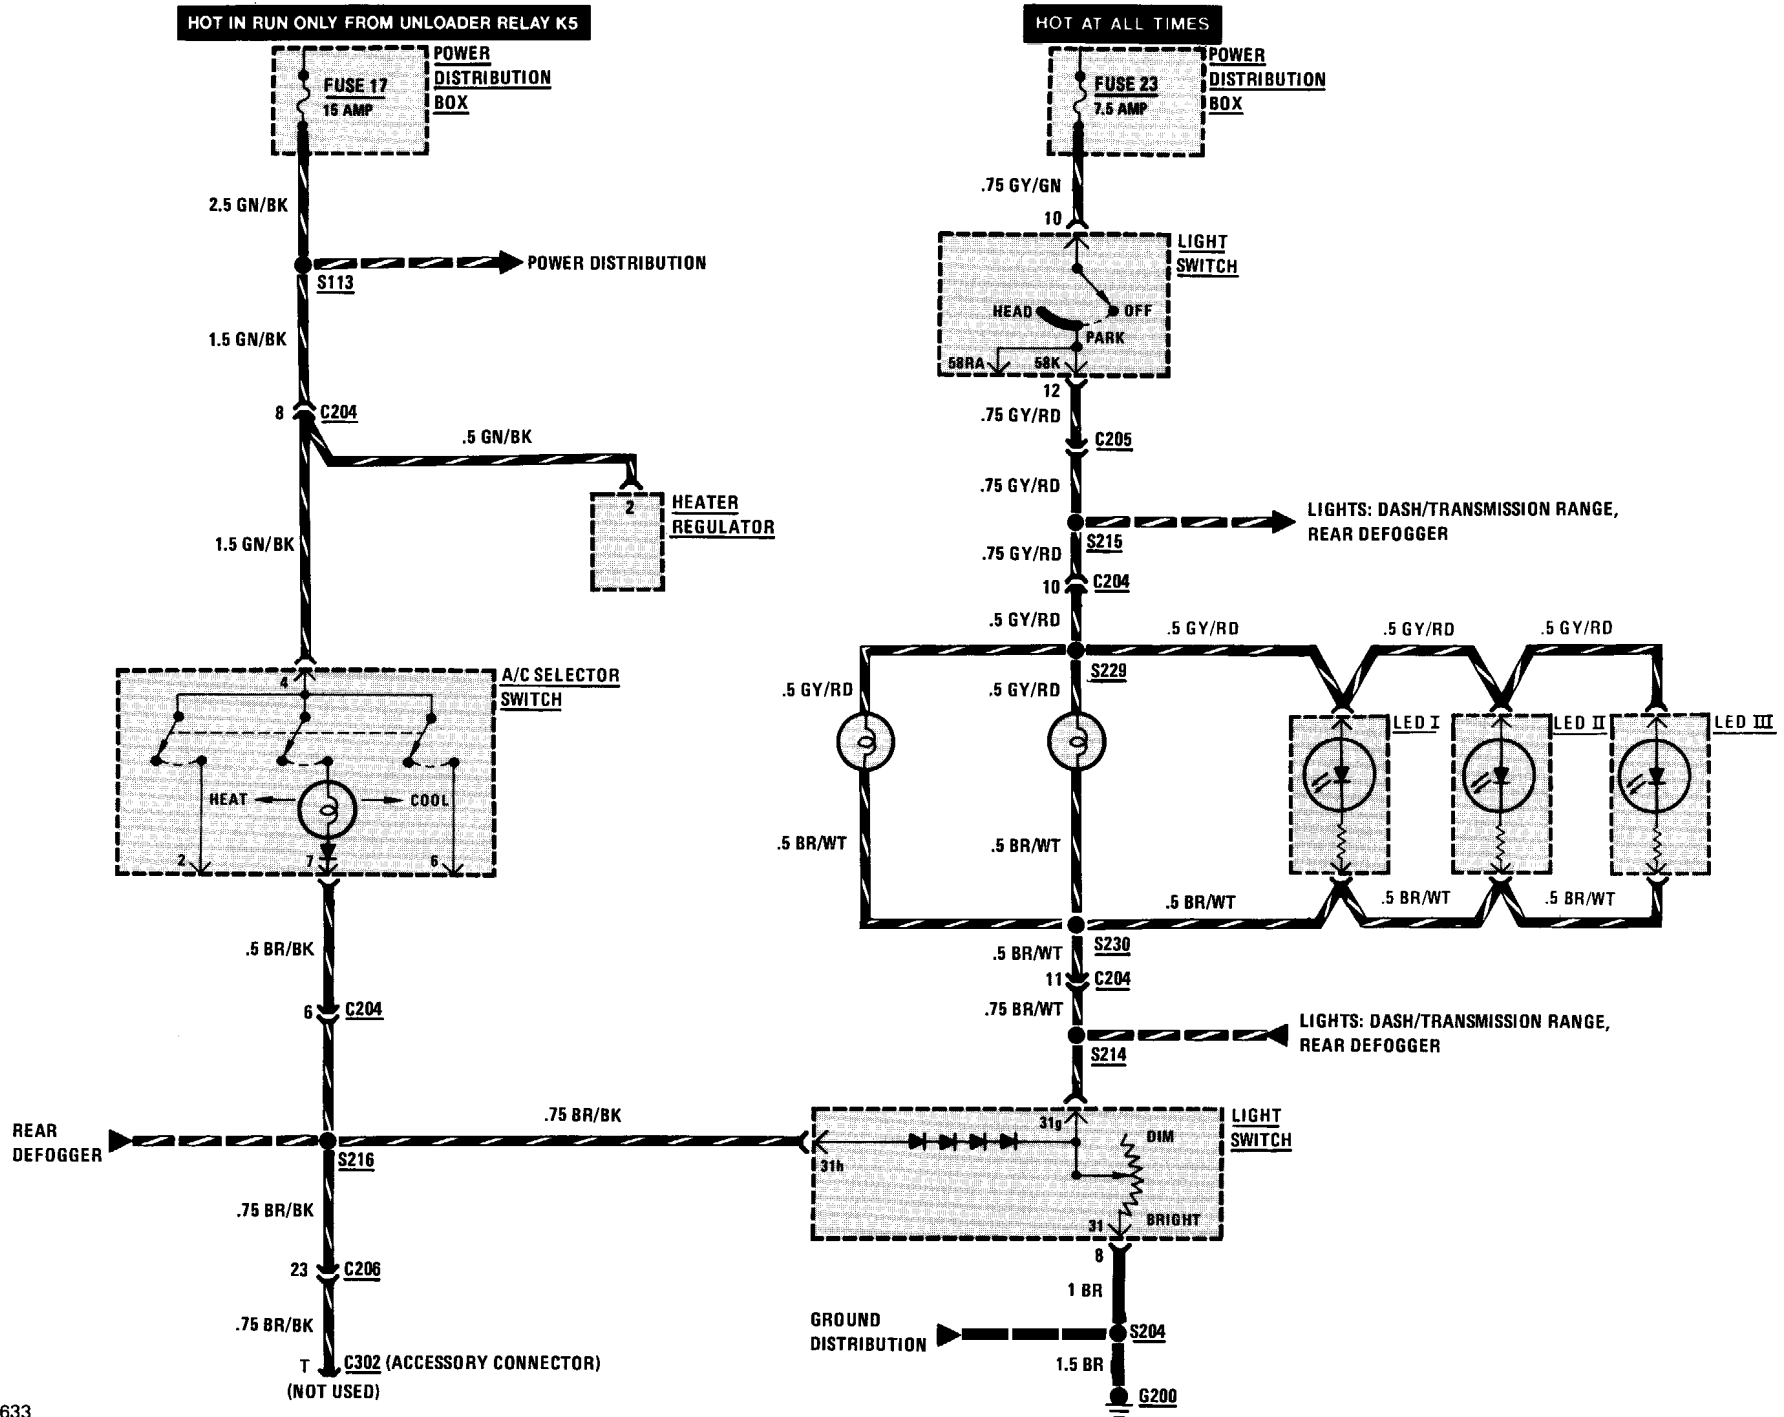 HOT IN RUN ONLY FROM UNLOADER RELAY K5
HOT AT ALL TIMES
FUSE 17
15 AMP
POWER
DISTRIBUTION
BOX
FUSE 23
7.5 AMP
POWER
DISTRIBUTION
BOX
2.5 GN/BK
.75 GY/GN
10
S113
POWER DISTRIBUTION
LIGHT
SWITCH
HEAD
OFF
PARK
58RA
58K
1.5 GN/BK
12
.75 GY/RD
8
C204
.5 GN/BK
C205
.75 GY/RD
2
HEATER
REGULATOR
S215
LIGHTS: DASH/TRANSMISSION RANGE,
REAR DEFOGGER
1.5 GN/BK
.75 GY/RD
10
C204
.5 GY/RD
.5 GY/RD
.5 GY/RD
.5 GY/RD
S229
4
A/C SELECTOR
SWITCH
.5 GY/RD
.5 GY/RD
LED I
LED II
LED III
HEAT
COOL
2
7
6
.5 BR/WT
.5 BR/WT
.5 BR/WT
.5 BR/WT
.5 BR/WT
.5 BR/BK
S230
.5 BR/WT
11
C204
6
C204
.75 BR/WT
S214
LIGHTS: DASH/TRANSMISSION RANGE,
REAR DEFOGGER
REAR
DEFOGGER
S216
.75 BR/BK
31g
31h
DIM
BRIGHT
31
LIGHT
SWITCH
.75 BR/BK
8
23
C206
1 BR
.75 BR/BK
GROUND
DISTRIBUTION
S204
1.5 BR
T
C302 (ACCESSORY CONNECTOR)
(NOT USED)
G200
633